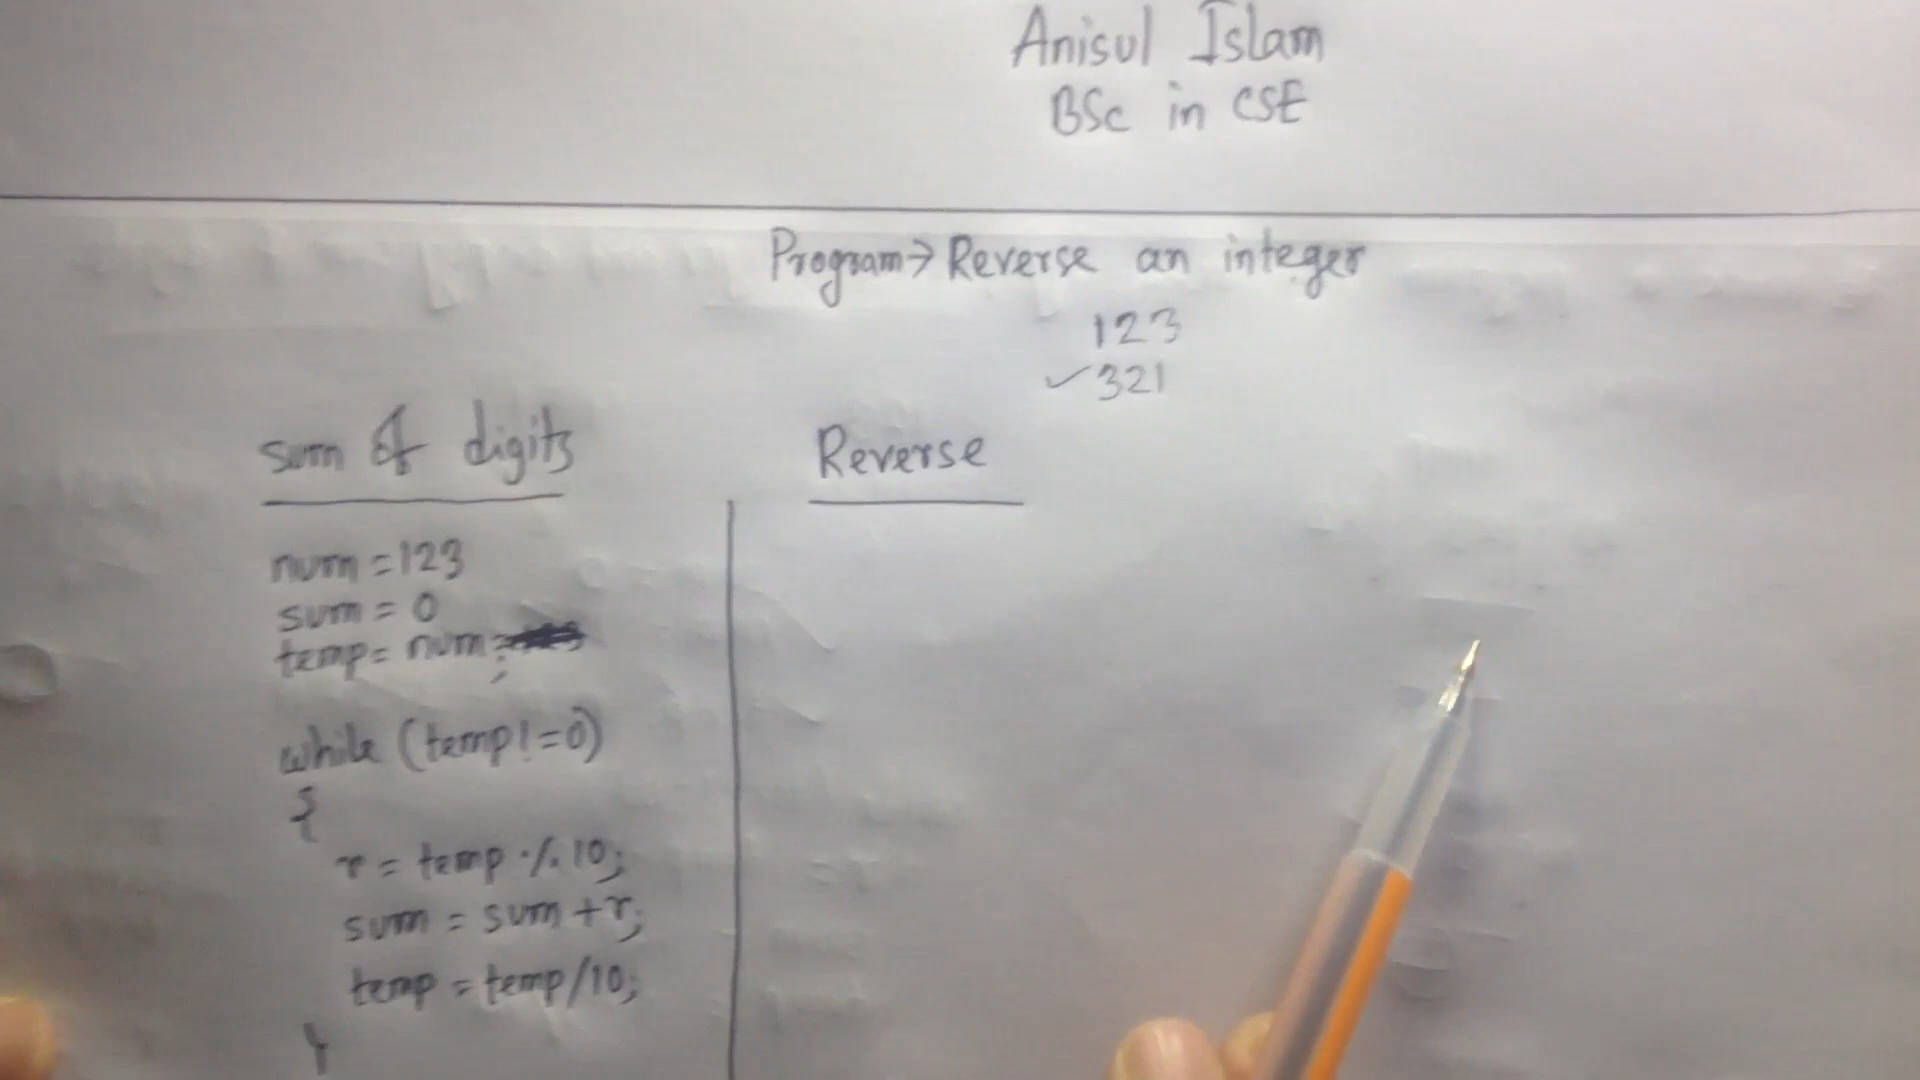 Anisul Islam
BSc in CSE
Program → Reverse an integer
123
✓321
sum of digits
num = 123
sum = 0
temp = num;
while (temp != 0)
{
r = temp % 10;
sum = sum + r;
temp = temp/10;
}
Reverse